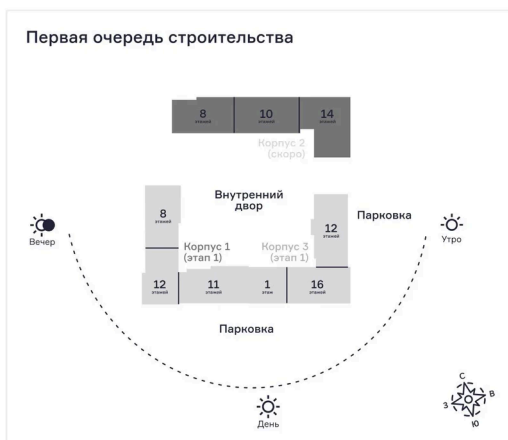 Первая очередь строительства
8
этажей
10
этажей
14
этажей
Корпус 2
(скоро)
Внутренний
двор
8
этажей
12
этажей
Парковка
Вечер
Утро
Корпус 1
(этап 1)
Корпус 3
(этап 1)
12
этажей
11
этажей
1
этаж
16
этажей
Парковка
День
С
В
З
Ю